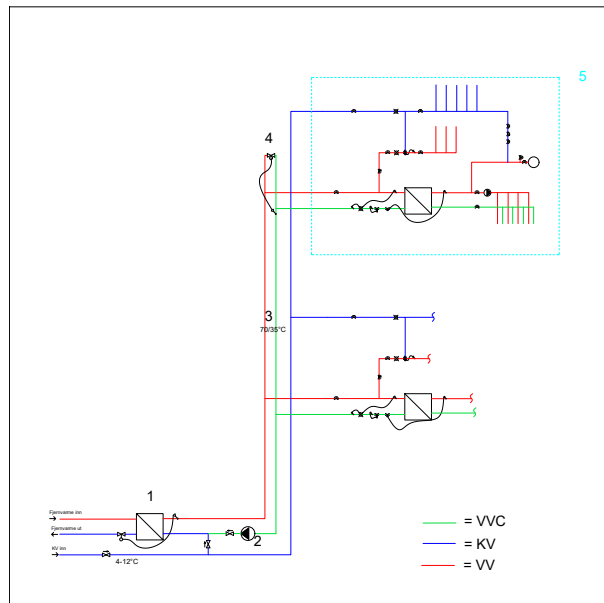 5
4
3
70/35°C
1
Fjernvarme inn
Fjernvarme ut
2
KV inn
4-12°C
= VVC
= KV
= VV